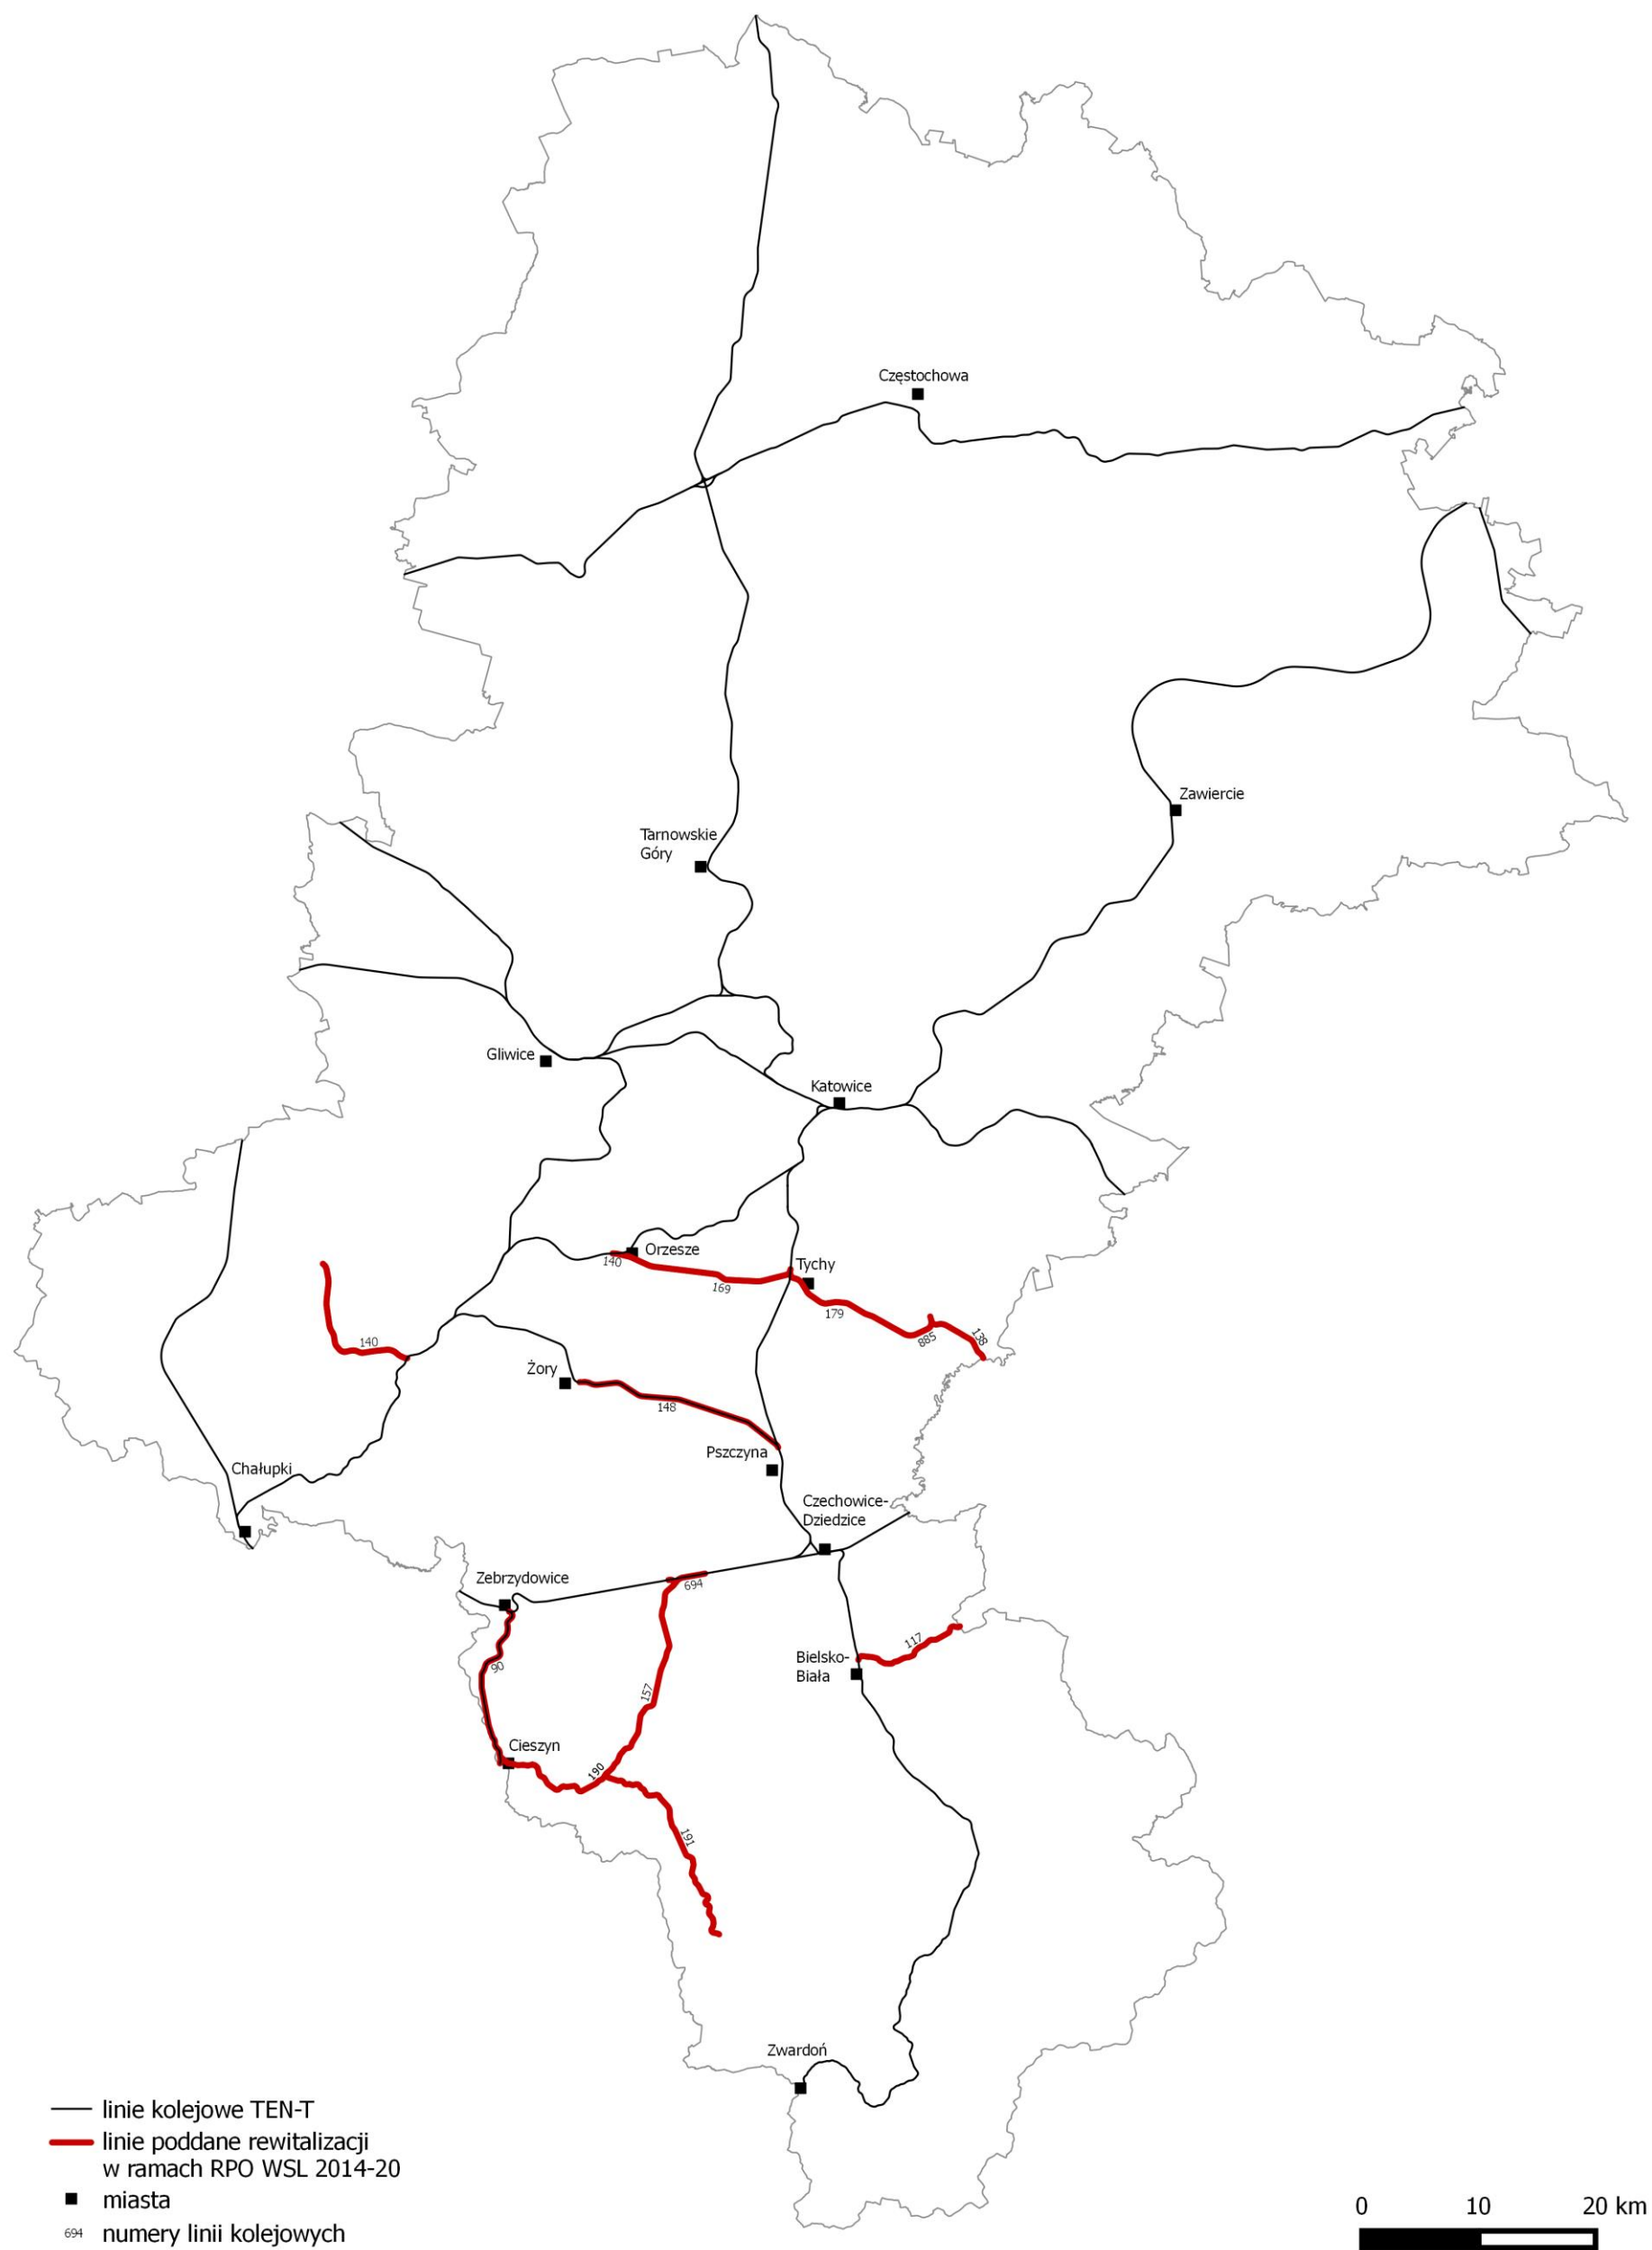 Częstochowa
Zawiercie
Tarnowskie
Góry
Gliwice
Katowice
Orzesze
140
Tychy
169
179
885
138
140
Żory
148
Pszczyna
Chałupki
Czechowice-
Dziedzice
Zebrzydowice
694
90
117
Bielsko-
Biała
157
Cieszyn
190
191
Zwardoń
linie kolejowe TEN-T
linie poddane rewitalizacji
w ramach RPO WSL 2014-20
miasta
694 numery linii kolejowych
0 10 20 km